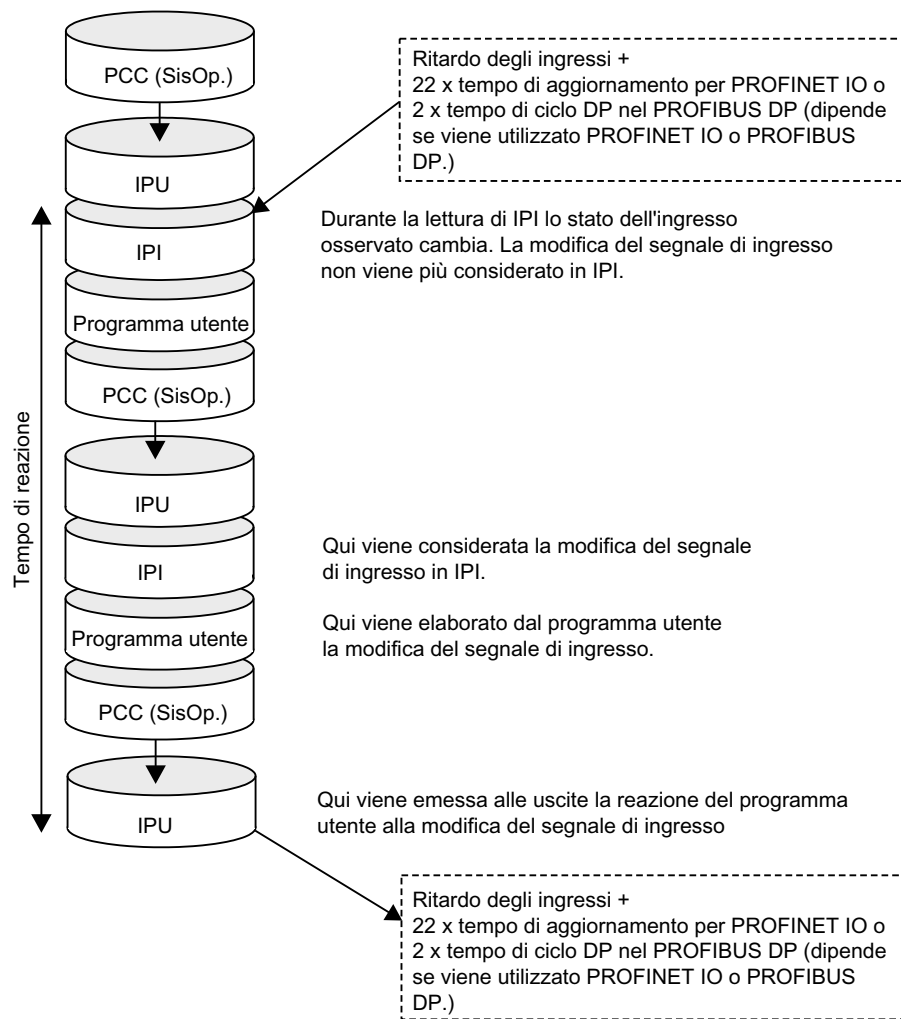 PCC (SisOp.)
Ritardo degli ingressi +
22 x tempo di aggiornamento per PROFINET IO o
2 x tempo di ciclo DP nel PROFIBUS DP (dipende
se viene utilizzato PROFINET IO o PROFIBUS
DP.)
IPU
IPI
Durante la lettura di IPI lo stato dell'ingresso
osservato cambia. La modifica del segnale di ingresso
non viene più considerato in IPI.
Programma utente
PCC (SisOp.)
Tempo di reazione
IPU
IPI
Qui viene considerata la modifica del segnale
di ingresso in IPI.
Programma utente
Qui viene elaborato dal programma utente
la modifica del segnale di ingresso.
PCC (SisOp.)
IPU
Qui viene emessa alle uscite la reazione del programma
utente alla modifica del segnale di ingresso
Ritardo degli ingressi +
22 x tempo di aggiornamento per PROFINET IO o
2 x tempo di ciclo DP nel PROFIBUS DP (dipende
se viene utilizzato PROFINET IO o PROFIBUS
DP.)